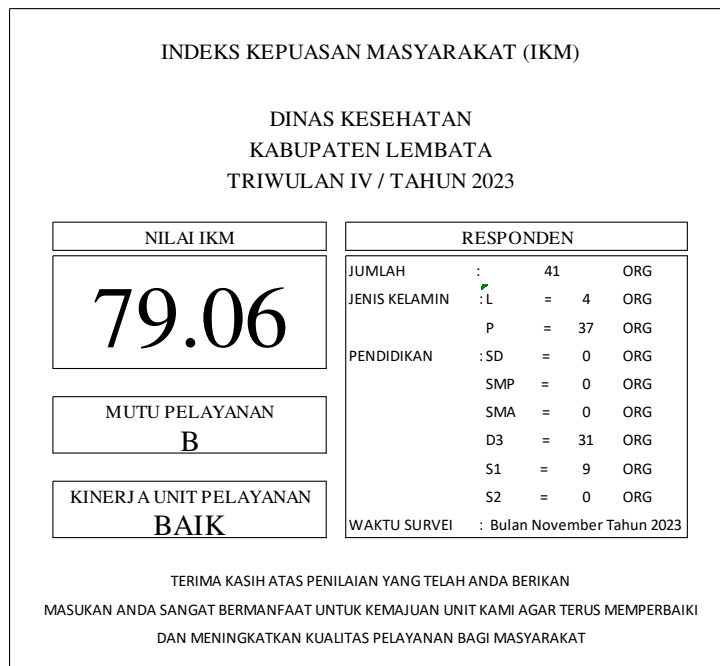 INDEKS KEPUASAN MASYARAKAT (IKM)
DINAS KESEHATAN
KABUPATEN LEMBATA
TRIWULAN IV / TAHUN 2023
NILAI IKM
79.06
MUTU PELAYANAN
B
KINERJA UNIT PELAYANAN
BAIK
RESPONDEN
JUMLAH : 41 ORG
JENIS KELAMIN : L = 4 ORG
P = 37 ORG
PENDIDIKAN : SD = 0 ORG
SMP = 0 ORG
SMA = 0 ORG
D3 = 31 ORG
S1 = 9 ORG
S2 = 0 ORG
WAKTU SURVEI : Bulan November Tahun 2023
TERIMA KASIH ATAS PENILAIAN YANG TELAH ANDA BERIKAN
MASUKAN ANDA SANGAT BERMANFAAT UNTUK KEMAJUAN UNIT KAMI AGAR TERUS MEMPERBAIKI
DAN MENINGKATKAN KUALITAS PELAYANAN BAGI MASYARAKAT